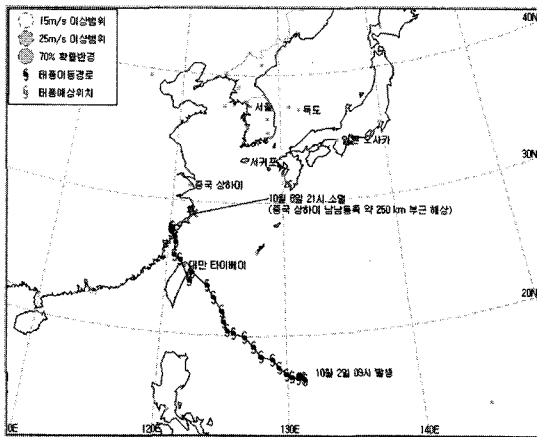 15m/s 이상범위
25m/s 이상범위
70% 확률반경
태풍이동경로
태풍예상위치
40N
서울
독도
일본 오사카
서귀포
30N
중국 상하이
10월 8일 21시 소멸
(중국 상하이 남남동쪽 약 250 km 부근 해상)
대만 타이베이
20N
10월 2일 09시 발생
0E
120E
130E
140E